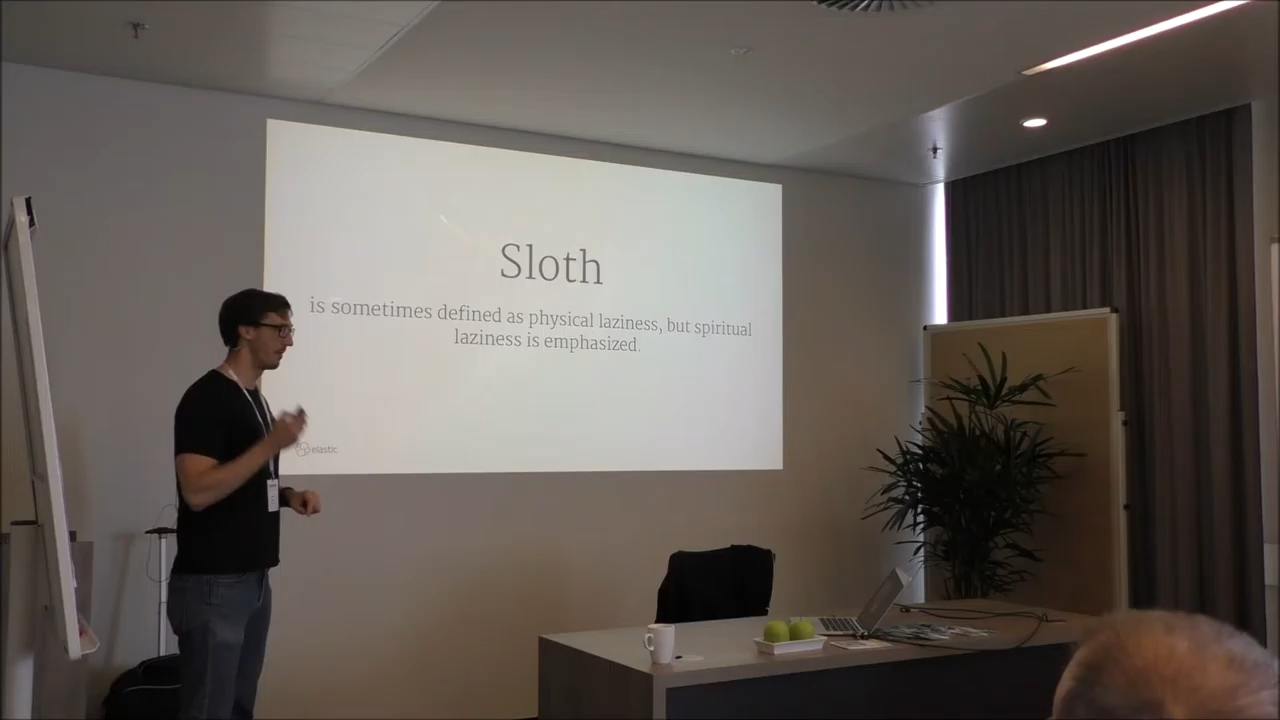 Sloth
is sometimes defined as physical laziness, but spiritual
laziness is emphasized.
elastic